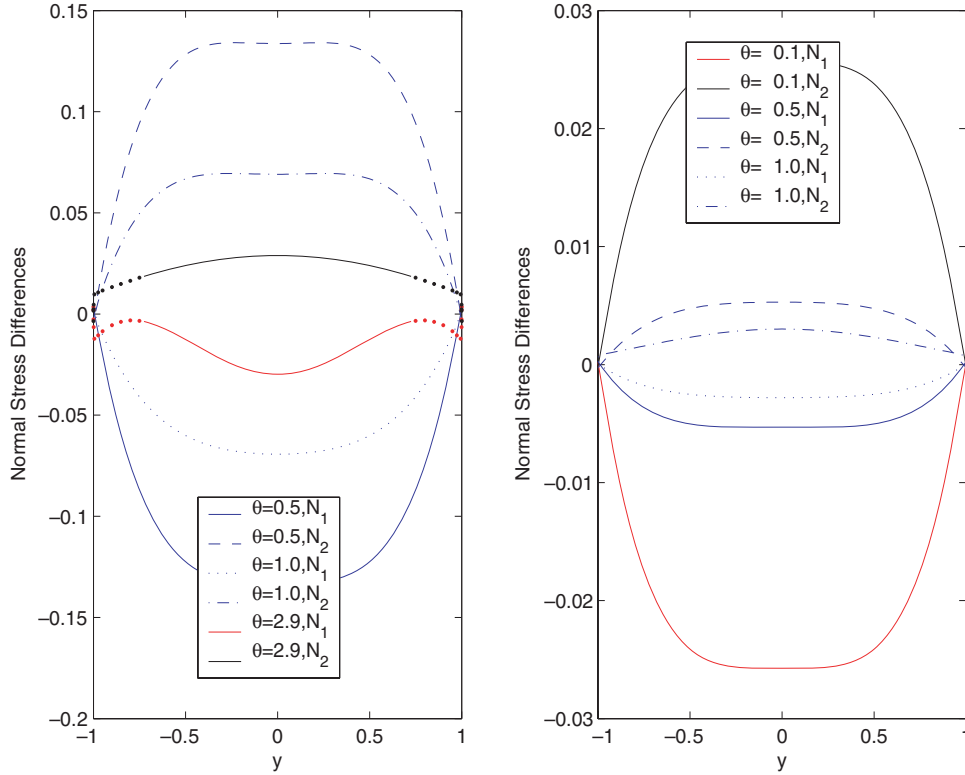 0.15
0.1
0.05
0
−0.05
−0.1
−0.15
−0.2
Normal Stress Differences
−1
−0.5
0
0.5
1
y
θ=0.5,N1
θ=0.5,N2
θ=1.0,N1
θ=1.0,N2
θ=2.9,N1
θ=2.9,N2
0.03
0.02
0.01
0
−0.01
−0.02
−0.03
Normal Stress Differences
−1
−0.5
0
0.5
1
y
θ= 0.1,N1
θ= 0.1,N2
θ= 0.5,N1
θ= 0.5,N2
θ= 1.0,N1
θ= 1.0,N2